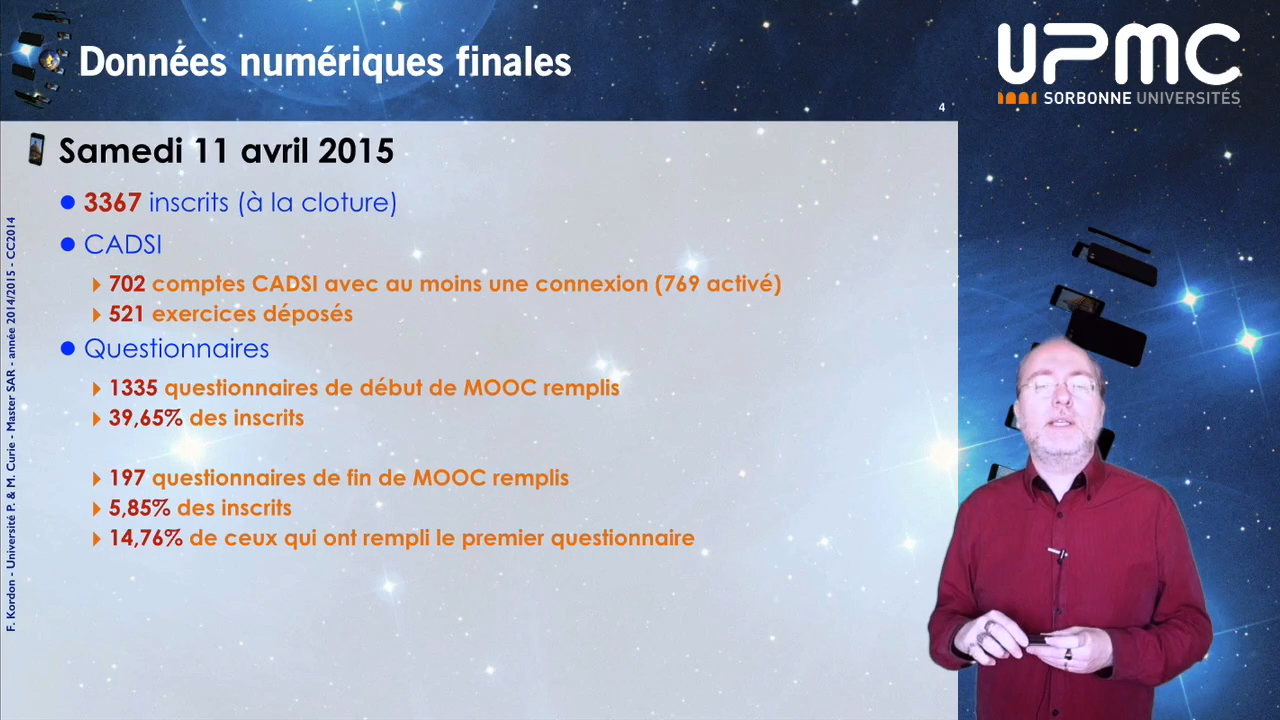 Données numériques finales
UPMC
SORBONNE UNIVERSITÉS
4
Samedi 11 avril 2015
3367 inscrits (à la cloture)
CADSI
702 comptes CADSI avec au moins une connexion (769 activé)
521 exercices déposés
Questionnaires
1335 questionnaires de début de MOOC remplis
39,65% des inscrits
197 questionnaires de fin de MOOC remplis
5,85% des inscrits
14,76% de ceux qui ont rempli le premier questionnaire
F. Kordon - Université P. & M. Curie - Master SAR - année 2014/2015 - CC2014